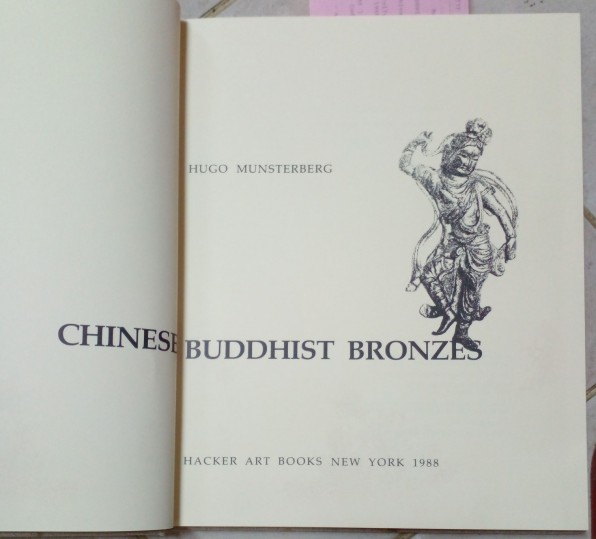 HUGO MUNSTERBERG
CHINESE BUDDHIST BRONZES
HACKER ART BOOKS NEW YORK 1988